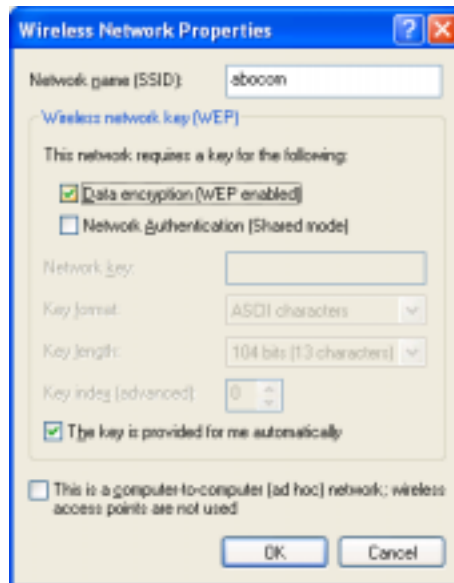 Wireless Network Properties
Network name (SSID): abocom
Wireless network key (WEP)
This network requires a key for the following:
Data encryption (WEP enabled)
Network Authentication (Shared mode)
Network key:
Key format: ASCII characters
Key length: 104 bits (13 characters)
Key index (advanced): 0
The key is provided for me automatically
This is a computer-to-computer (ad hoc) network; wireless
access points are not used
OK Cancel